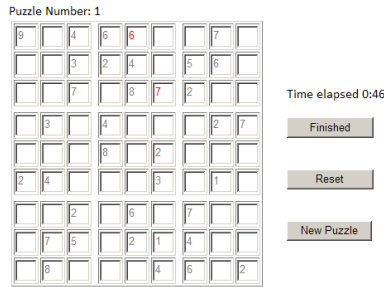 Puzzle Number: 1
9 4 6 6 7
3 2 4 5 6
7 8 7 2
Time elapsed 0:46
3 4 2 7
Finished
8 2
2 4 3 1
Reset
2 6 7
7 5 2 1 4
New Puzzle
8 4 6 2